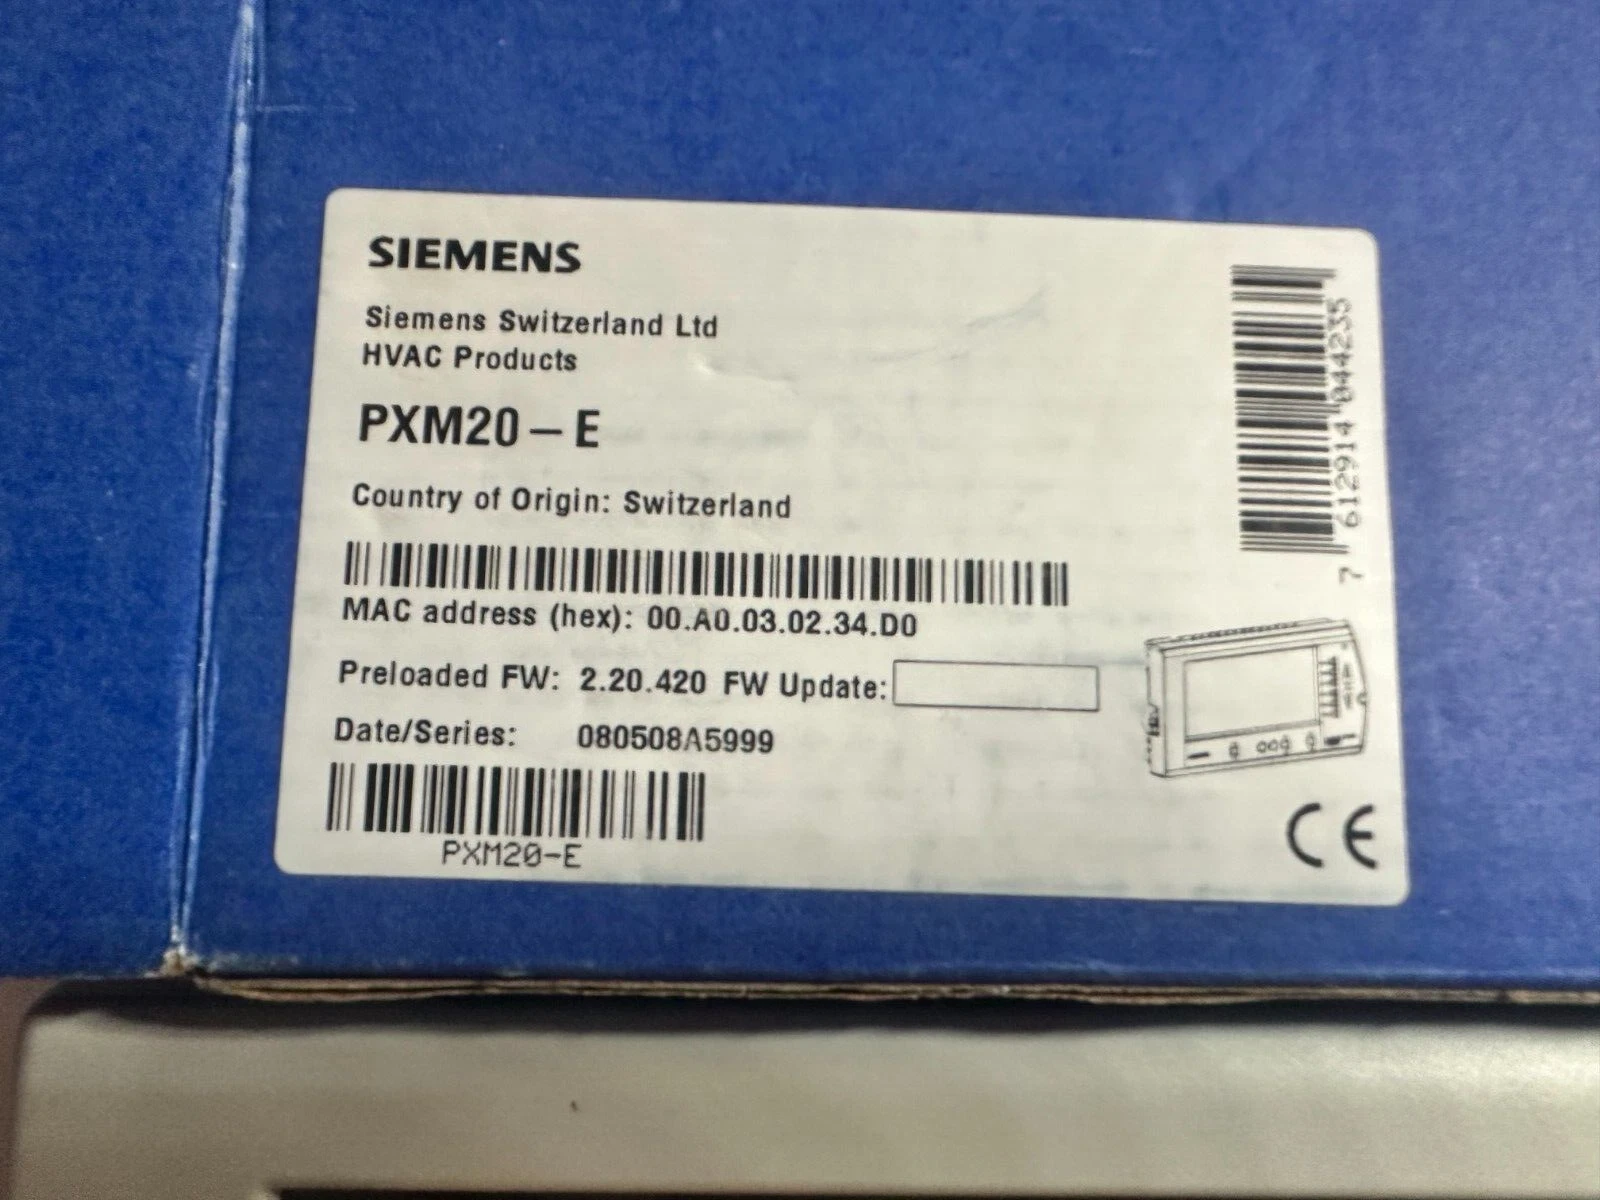 SIEMENS
Siemens Switzerland Ltd
HVAC Products
PXM20 – E
Country of Origin: Switzerland
MAC address (hex): 00.A0.03.02.34.D0
Preloaded FW: 2.20.420 FW Update:
Date/Series: 080508A5999
PXM20-E
7 612914 044235
CE